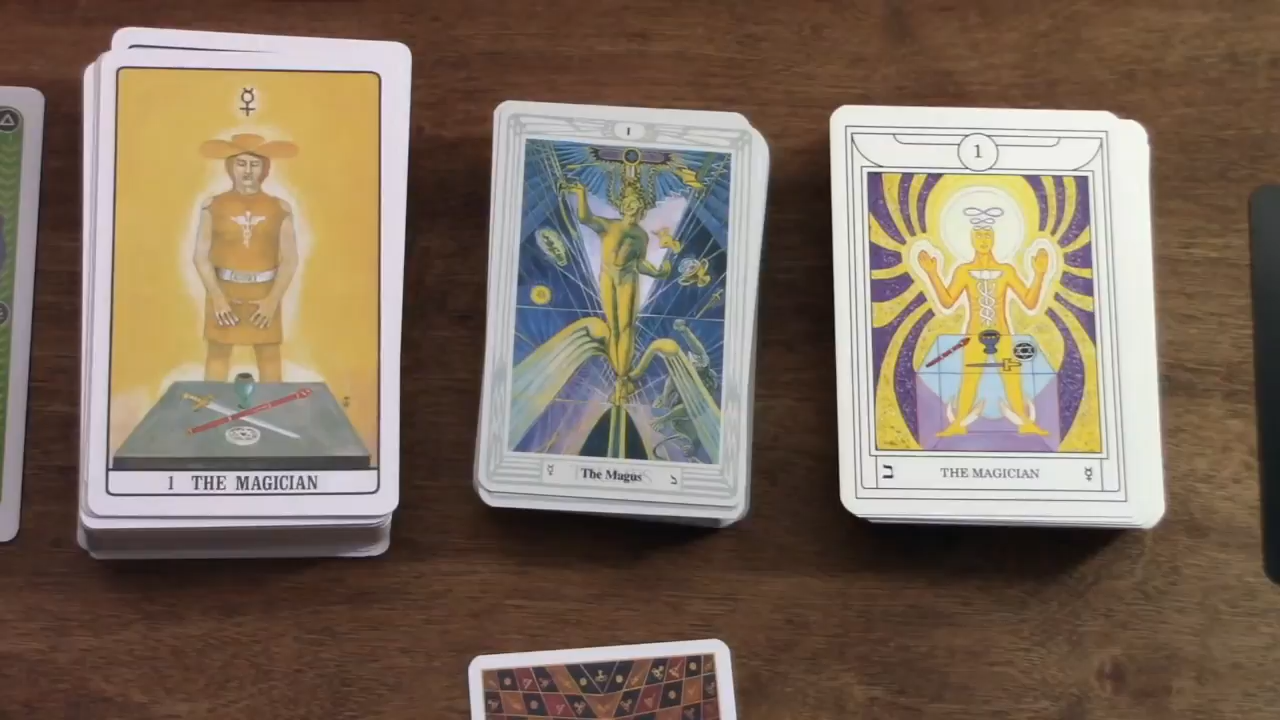 1 THE MAGICIAN
I
The Magus
1
ב THE MAGICIAN